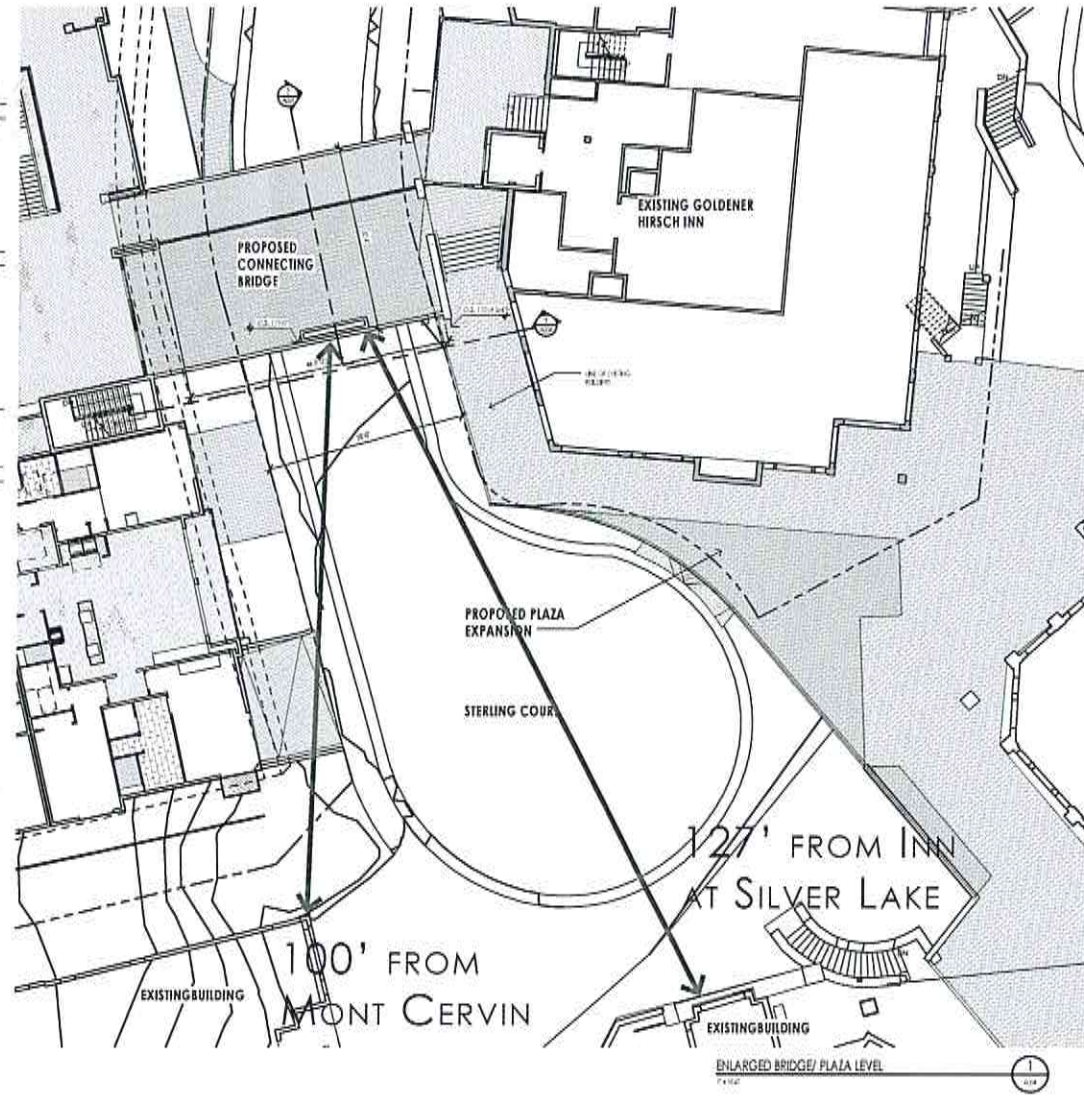 EXISTING GOLDENER
HIRSCH INN
PROPOSED
CONNECTING
BRIDGE
PROPOSED PLAZA
EXPANSION
STERLING COURT
127' FROM INN
AT SILVER LAKE
100' FROM
MONT CERVIN
EXISTINGBUILDING
EXISTINGBUILDING
ENLARGED BRIDGE/ PLAZA LEVEL
1